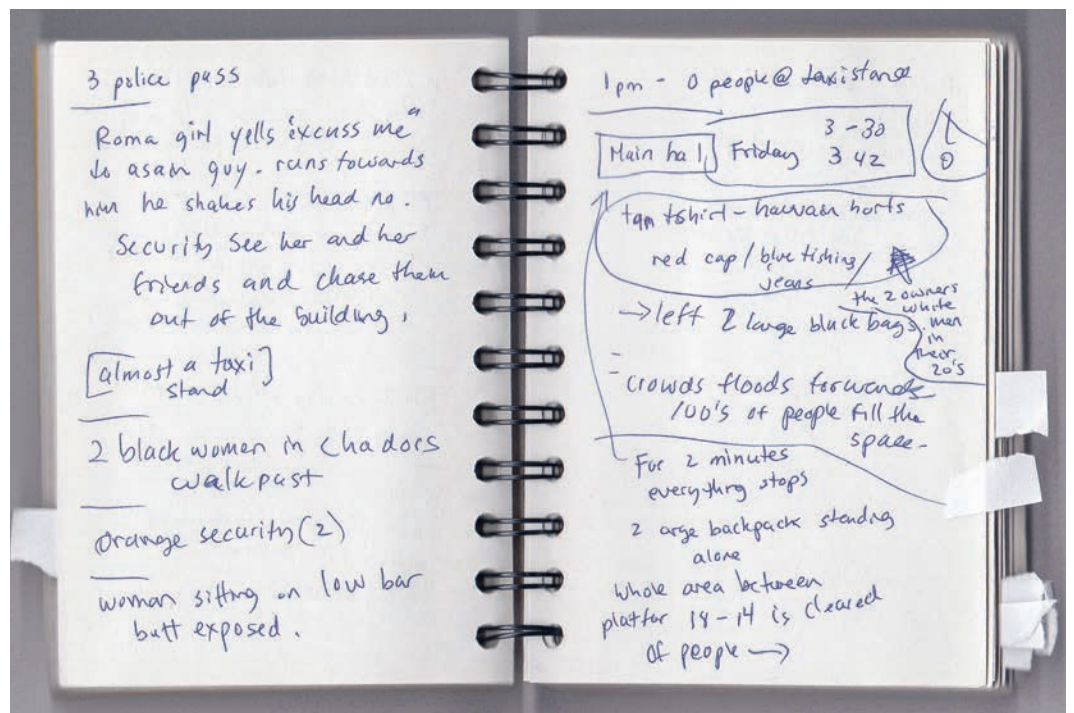 3 police pass
Roma girl yells "excuss me"
to asain guy. runs towards
him he shakes his head no.
Security See her and her
friends and chase them
out of the building.
[almost a taxi]
stand
2 black women in Chadors
walk past
orange security (2)
woman sitting on low bar
butt exposed.
1pm - 0 people @ taxistand
3 - 30
Main hall Friday 3 42
0
tan tshirt - hawain horts
red cap / blue fishing /
jeans
the 2 owners
white
men
in
their
20's
→ left 2 large black bags.
crowds floods forwards
100's of people fill the
space -
For 2 minutes
everything stops
2 arge backpack standing
alone
whole area between
platfor 18 - 14 is cleared
of people →